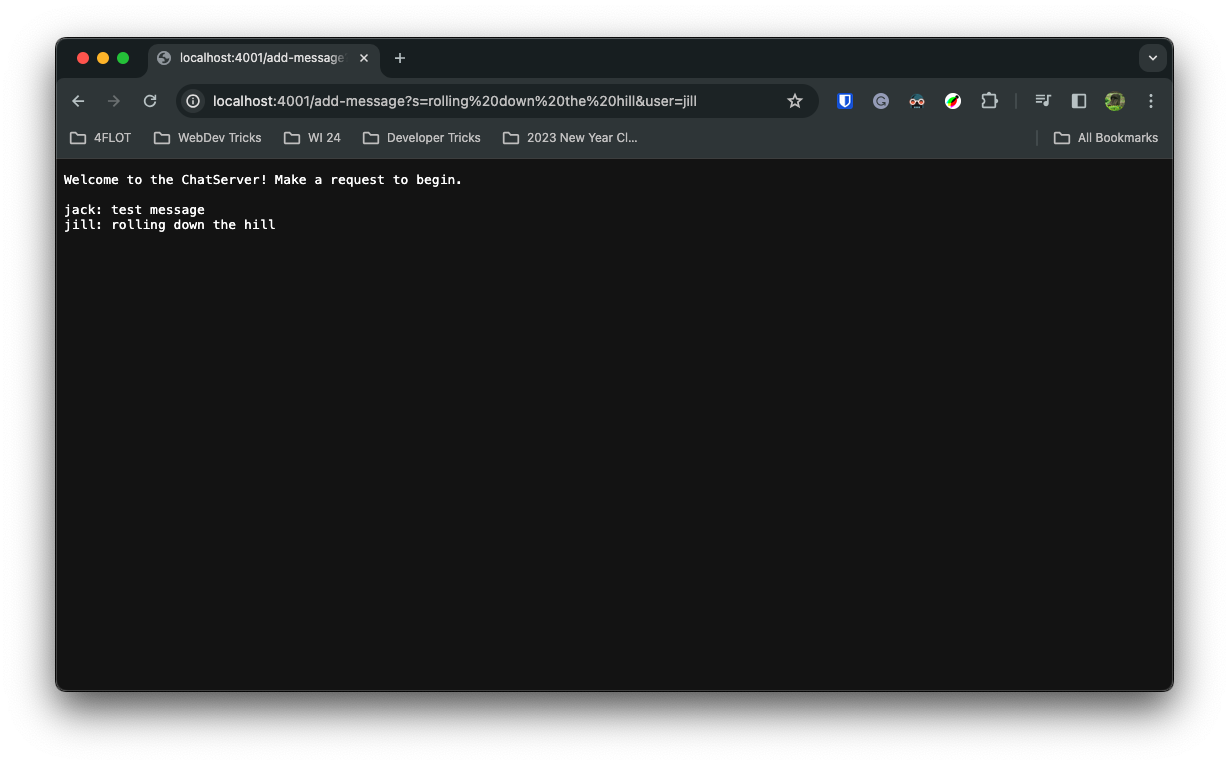 localhost:4001/add-message
localhost:4001/add-message?s=rolling%20down%20the%20hill&user=jill
4FLOT WebDev Tricks WI 24 Developer Tricks 2023 New Year Cl... All Bookmarks
Welcome to the ChatServer! Make a request to begin.
jack: test message
jill: rolling down the hill